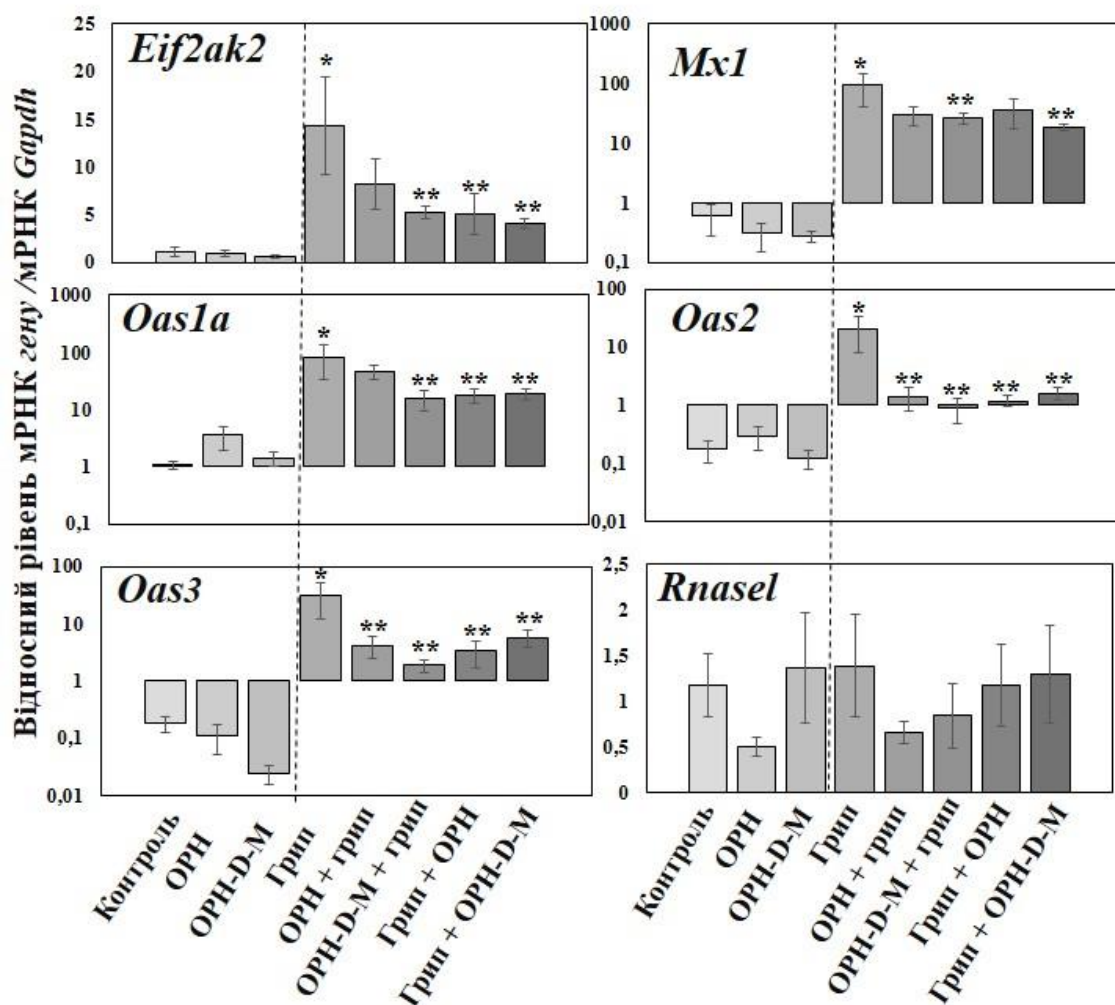 Відносний рівень мРНК гену /мРНК Gapdh
Eif2ak2
25
20
15
10
5
0
*
**
**
**
Mx1
1000
100
10
1
0,1
*
**
**
Oas1a
1000
100
10
1
0,1
*
**
**
**
Oas2
100
10
1
0,1
0,01
*
**
**
**
**
Oas3
100
10
1
0,1
0,01
*
**
**
**
**
Rnasel
2,5
2
1,5
1
0,5
0
Контроль
ОРН
ОРН-D-M
Грип
ОРН + грип
ОРН-D-M + грип
Грип + ОРН
Грип + ОРН-D-M
Контроль
ОРН
ОРН-D-M
Грип
ОРН + грип
ОРН-D-M + грип
Грип + ОРН
Грип + ОРН-D-M